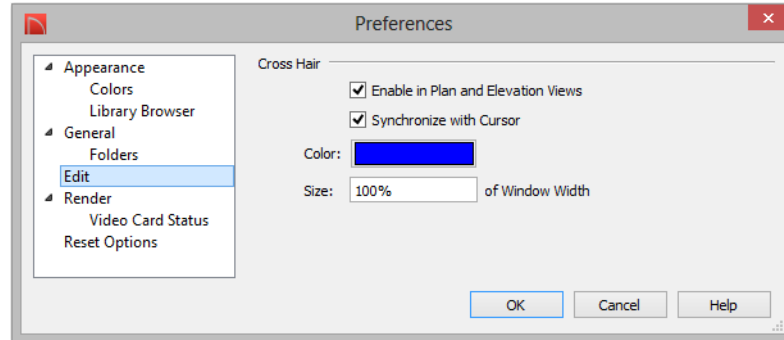 Preferences
Appearance
Colors
Library Browser
General
Folders
Edit
Render
Video Card Status
Reset Options
Cross Hair
Enable in Plan and Elevation Views
Synchronize with Cursor
Color:
Size: 100% of Window Width
OK Cancel Help